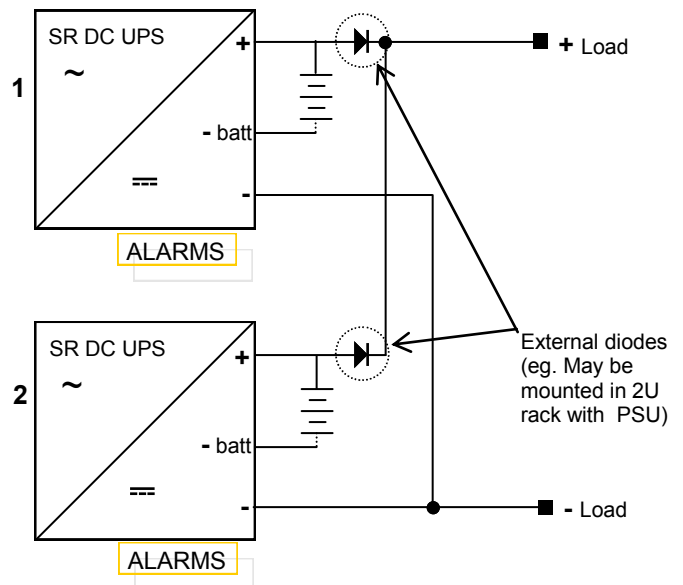 SR DC UPS
+
~
+ Load
1
- batt
-
ALARMS
SR DC UPS
+
~
External diodes
(eg. May be
mounted in 2U
rack with PSU)
2
- batt
-
- Load
ALARMS